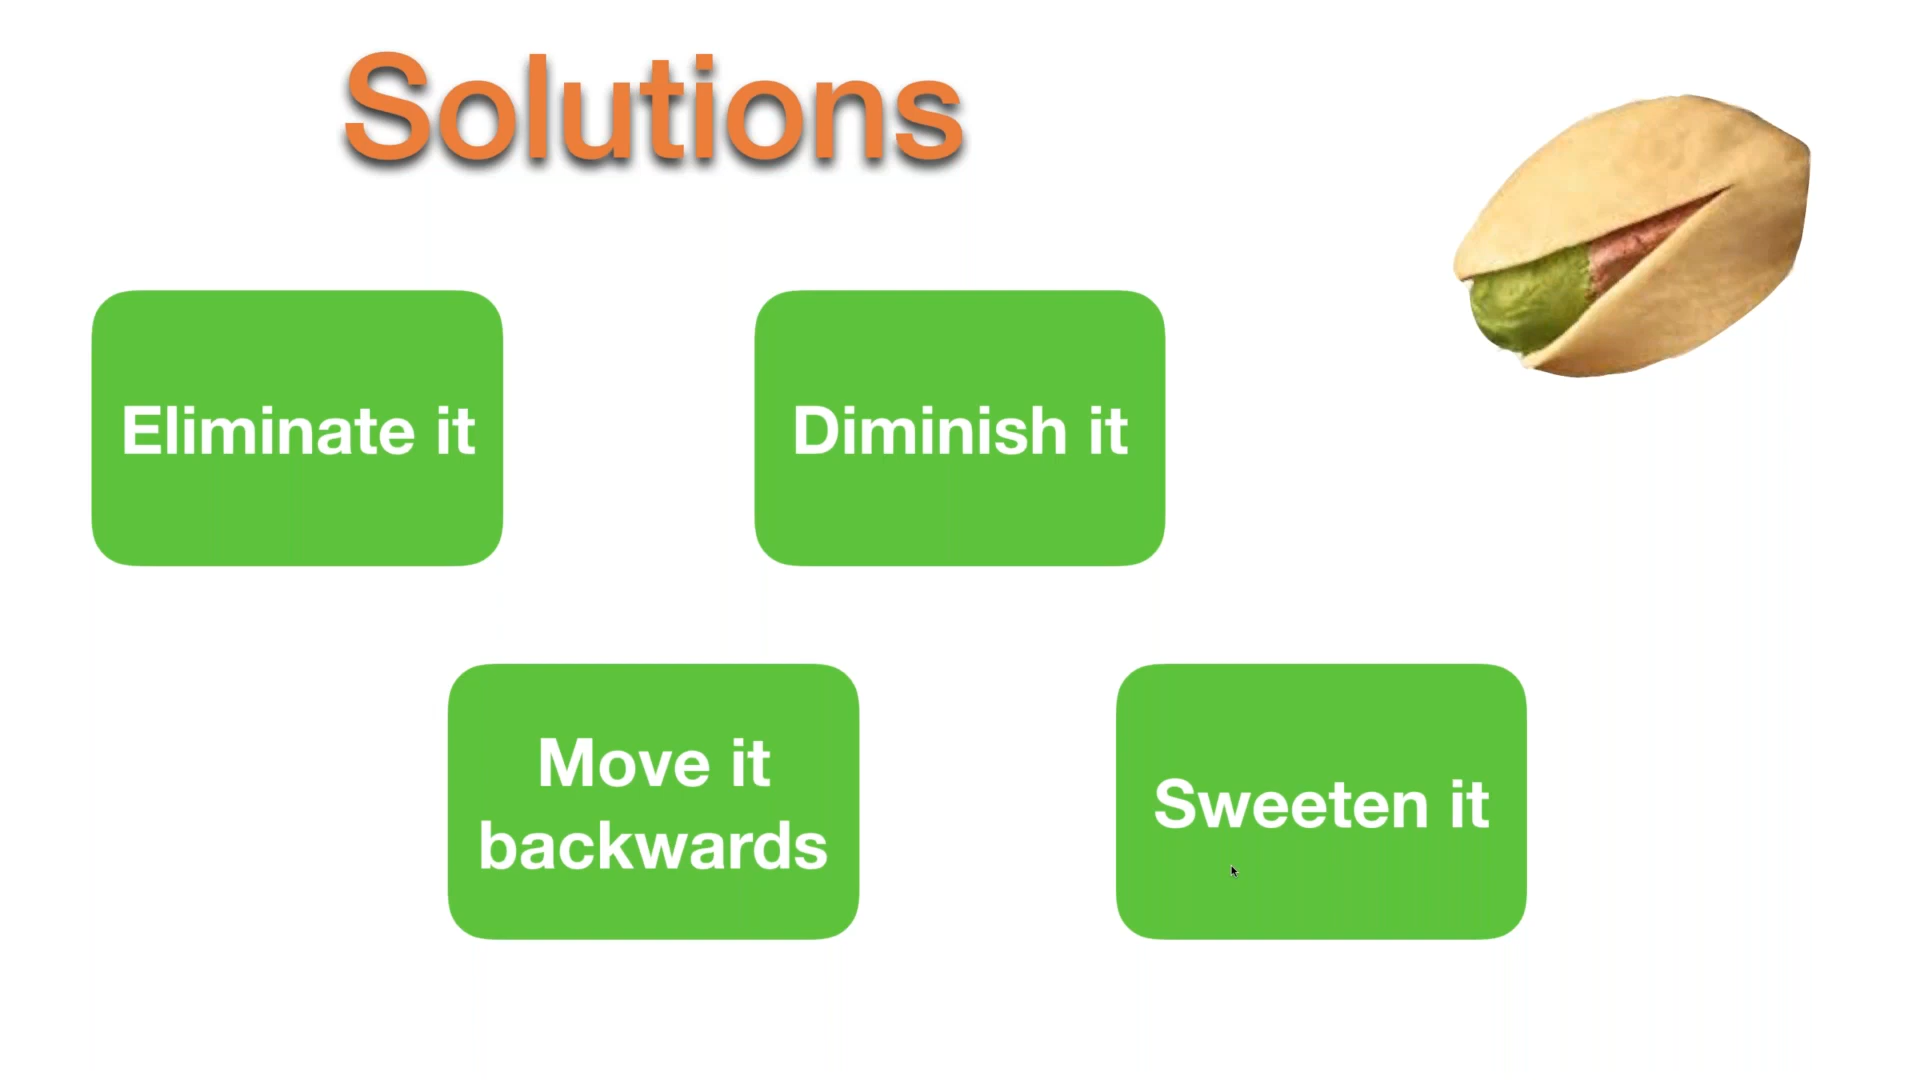 Solutions
Eliminate it
Diminish it
Move it
backwards
Sweeten it